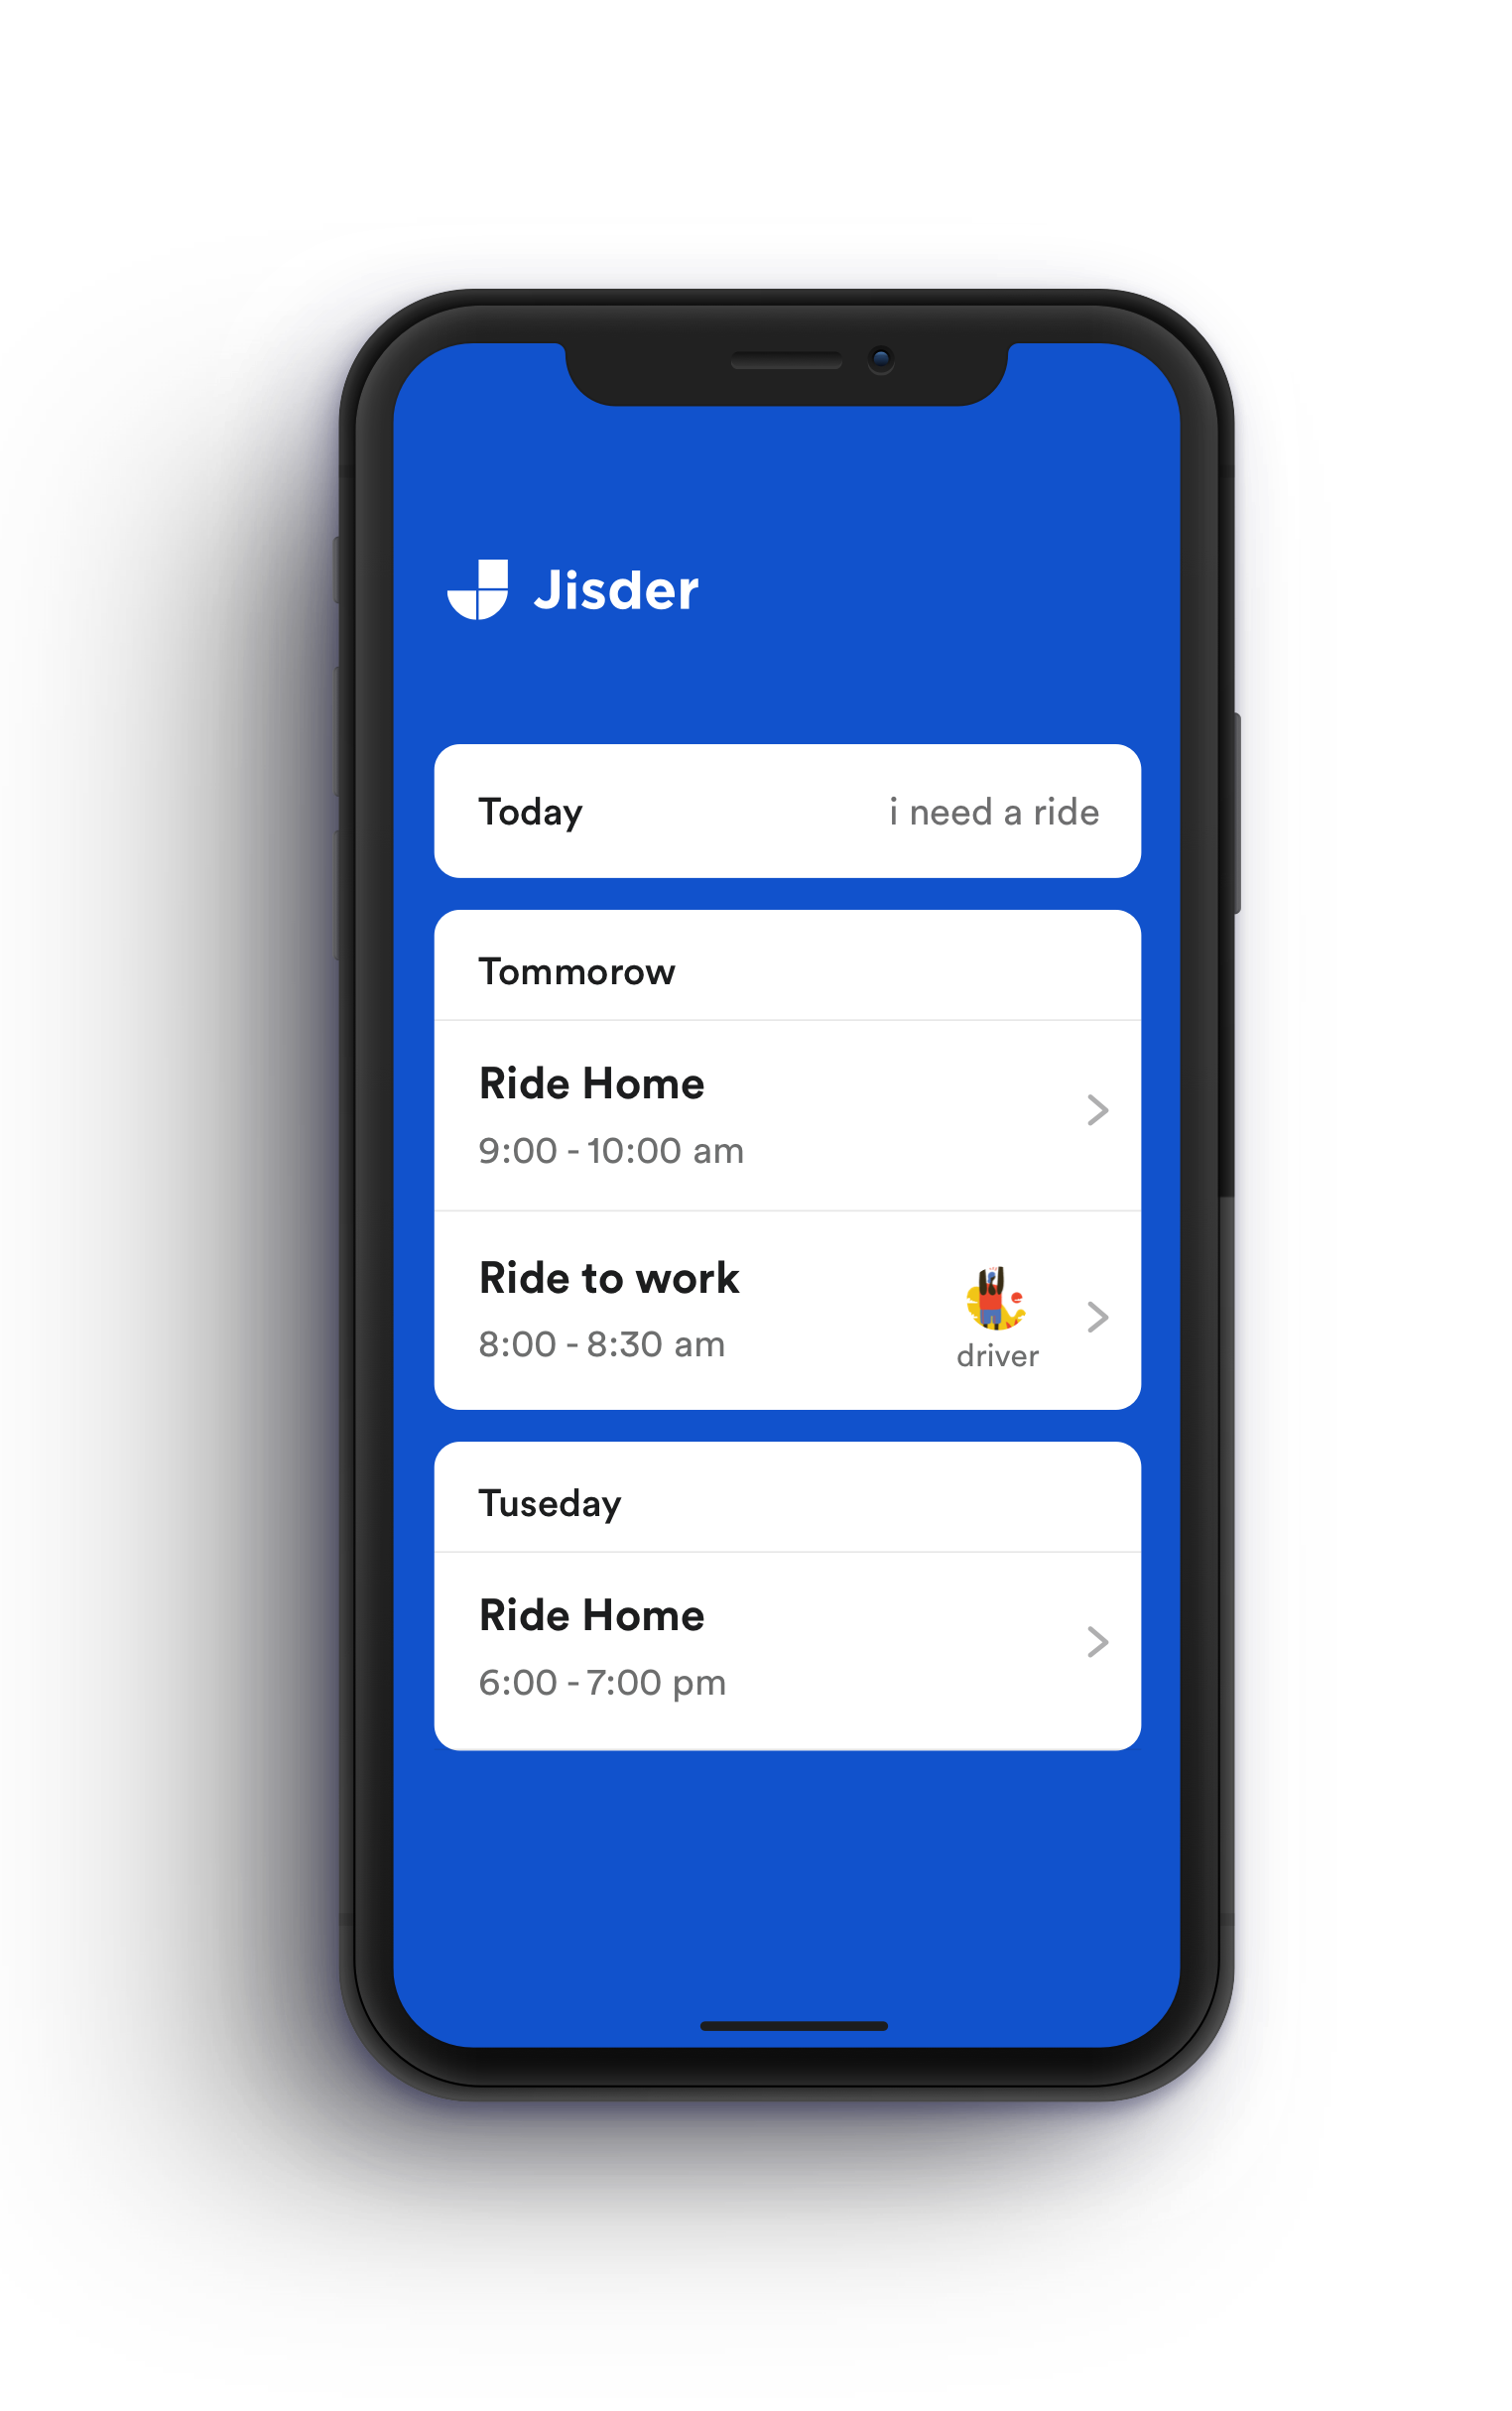 Jisder
Today i need a ride
Tommorow
Ride Home
9:00 - 10:00 am
Ride to work
8:00 - 8:30 am
driver
Tuseday
Ride Home
6:00 - 7:00 pm